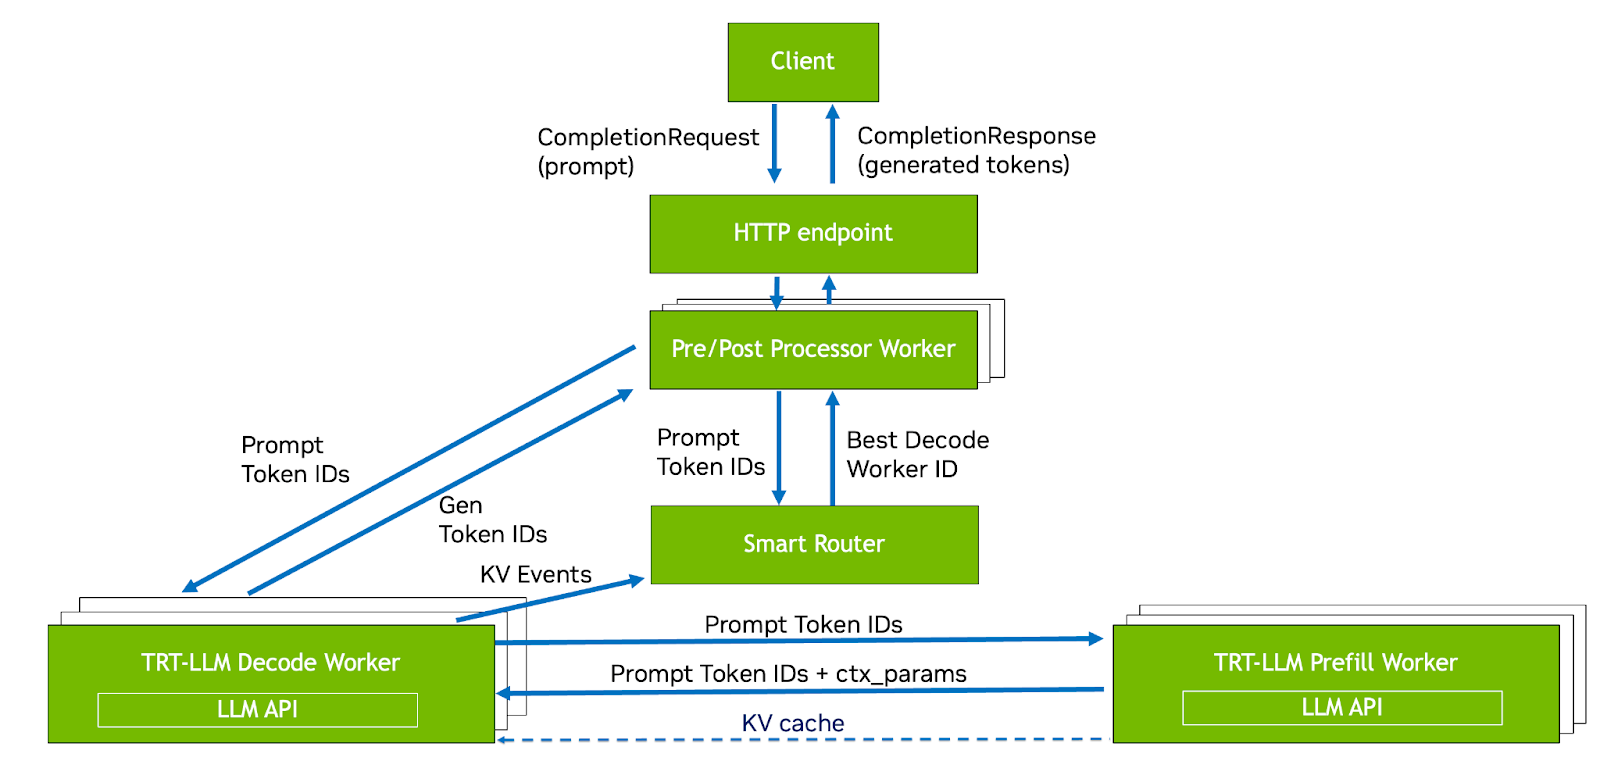 Client
CompletionRequest
(prompt)
CompletionResponse
(generated tokens)
HTTP endpoint
Pre/Post Processor Worker
Prompt
Token IDs
Gen
Token IDs
Prompt
Token IDs
Best Decode
Worker ID
Smart Router
KV Events
Prompt Token IDs
TRT-LLM Decode Worker
LLM API
Prompt Token IDs + ctx_params
KV cache
TRT-LLM Prefill Worker
LLM API